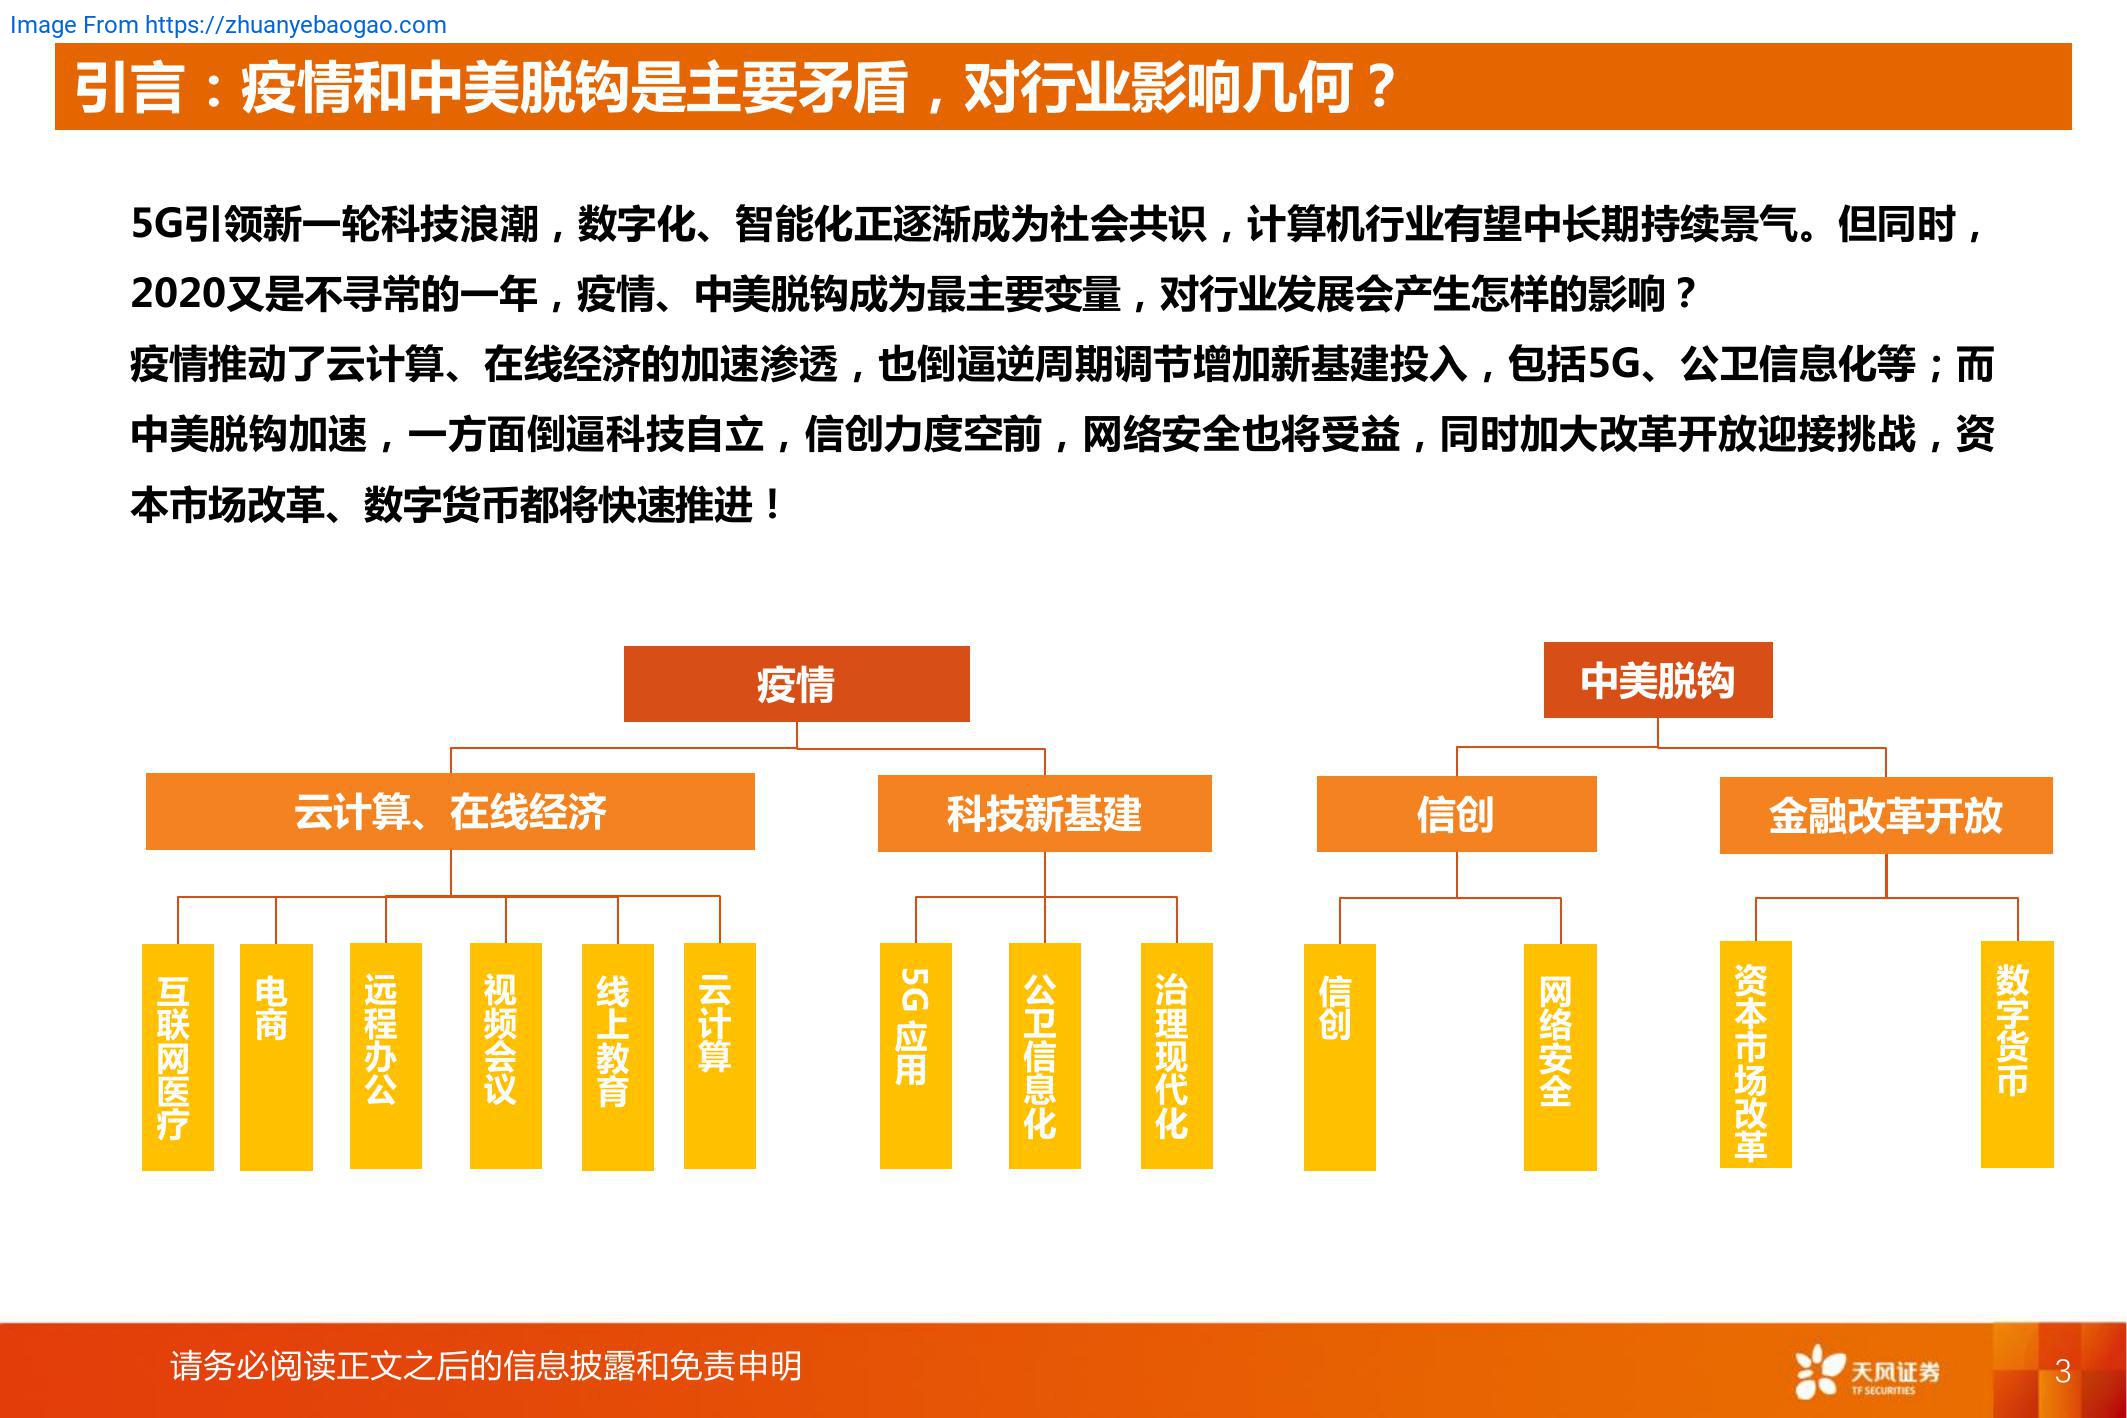 Image From https://zhuanyebaogao.com
引言：疫情和中美脱钩是主要矛盾，对行业影响几何？
5G引领新一轮科技浪潮，数字化、智能化正逐渐成为社会共识，计算机行业有望中长期持续景气。但同时，
2020又是不寻常的一年，疫情、中美脱钩成为最主要变量，对行业发展会产生怎样的影响？
疫情推动了云计算、在线经济的加速渗透，也倒逼逆周期调节增加新基建投入，包括5G、公卫信息化等；而
中美脱钩加速，一方面倒逼科技自立，信创力度空前，网络安全也将受益，同时加大改革开放迎接挑战，资
本市场改革、数字货币都将快速推进！
疫情
中美脱钩
云计算、在线经济
科技新基建
信创
金融改革开放
互联网医疗
电商
远程办公
视频会议
线上教育
云计算
5G 应用
公卫信息化
治理现代化
信创
网络安全
资本市场改革
数字货币
请务必阅读正文之后的信息披露和免责申明
天风证券
TF SECURITIES
3